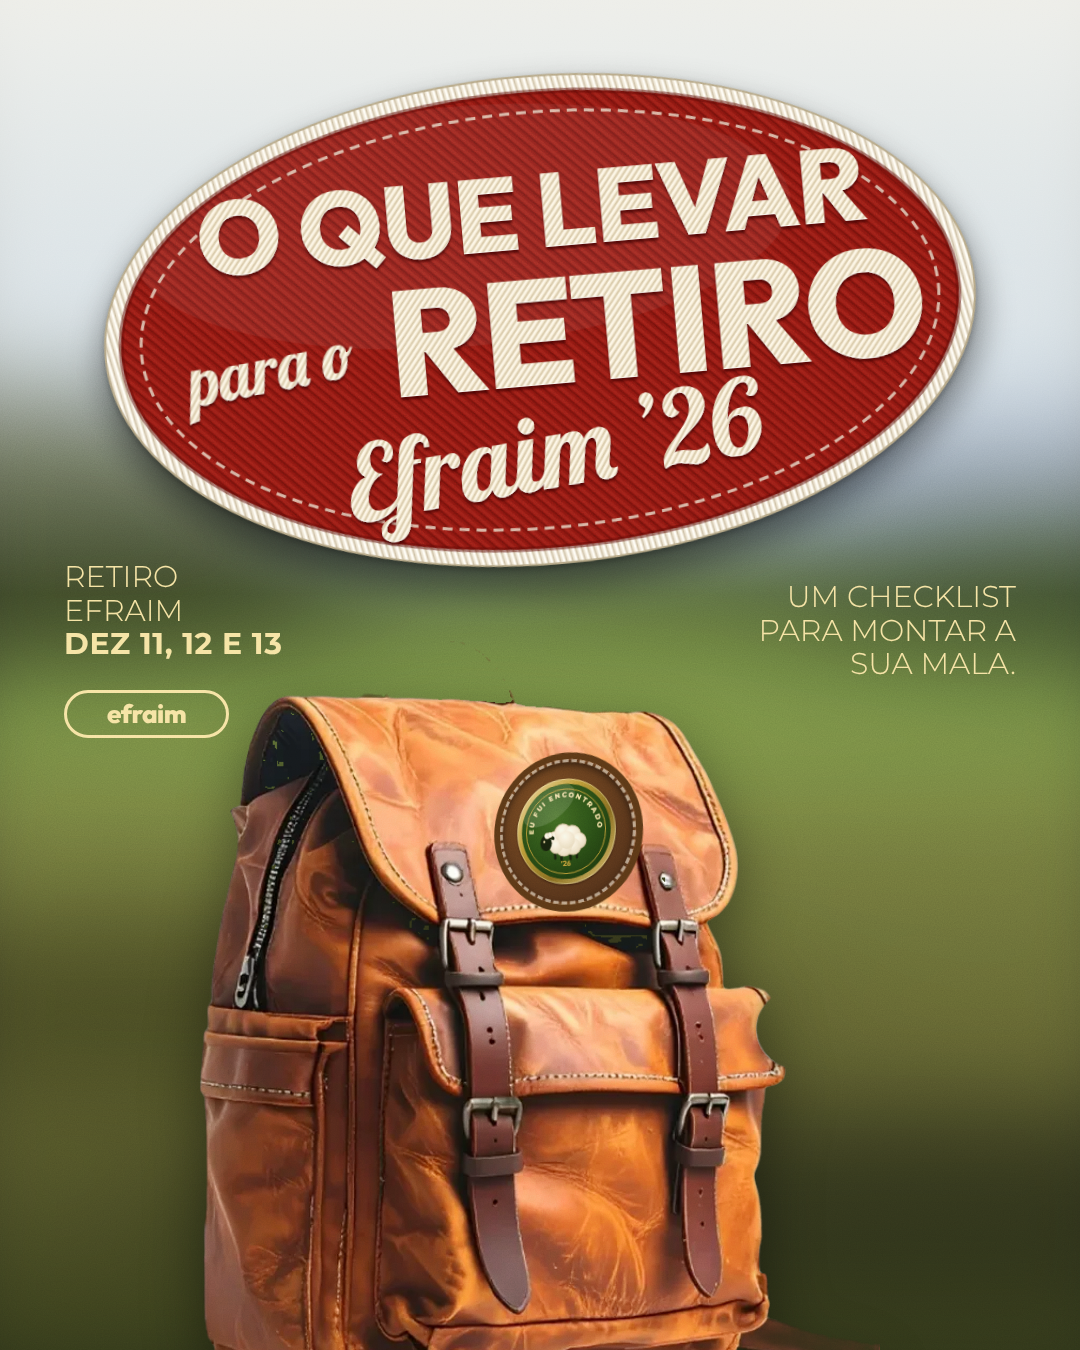 O QUE LEVAR
para o RETIRO
Efraim ’26
RETIRO
EFRAIM
DEZ 11, 12 E 13
efraim
UM CHECKLIST
PARA MONTAR A
SUA MALA.
EU FUI ENCONTRADO
'26